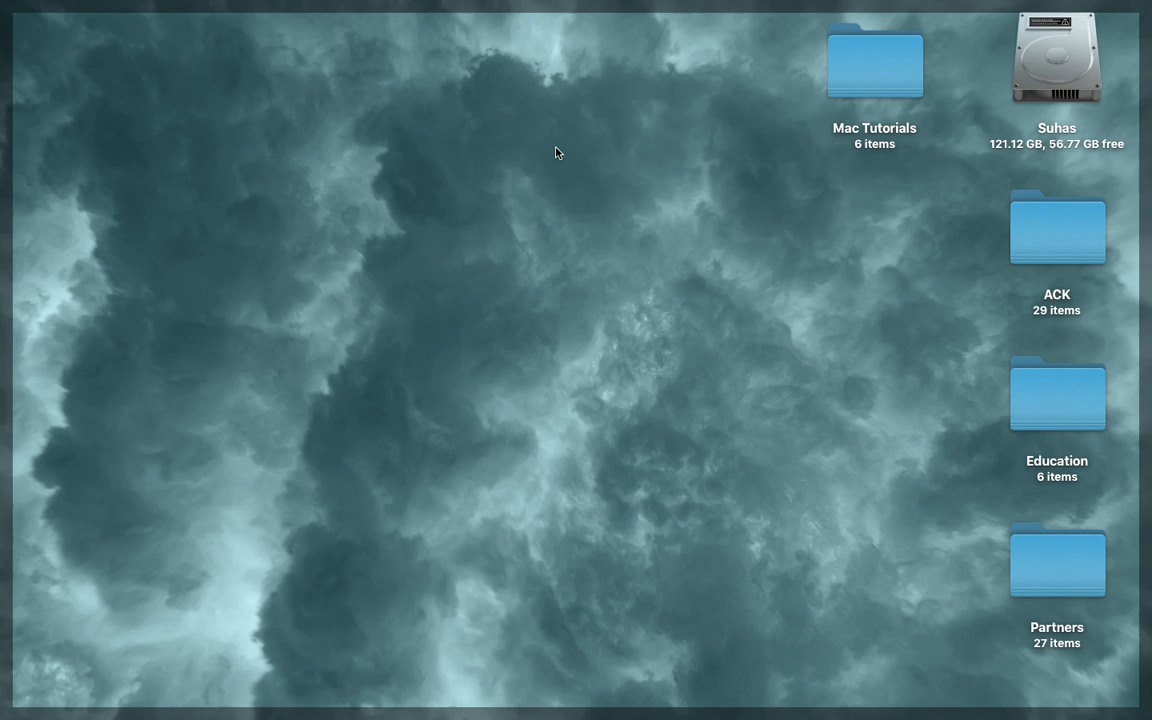 Mac Tutorials
6 items
Suhas
121.12 GB, 56.77 GB free
ACK
29 items
Education
6 items
Partners
27 items